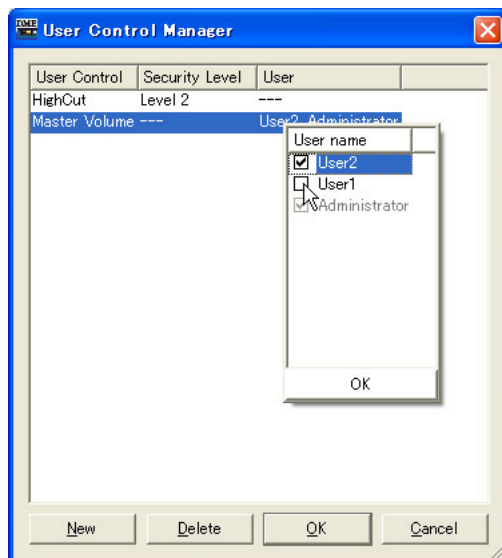 DME User Control Manager
User Control Security Level User
HighCut Level 2 ---
Master Volume --- User2, Administrator
User name
User2
User1
Administrator
OK
New Delete OK Cancel